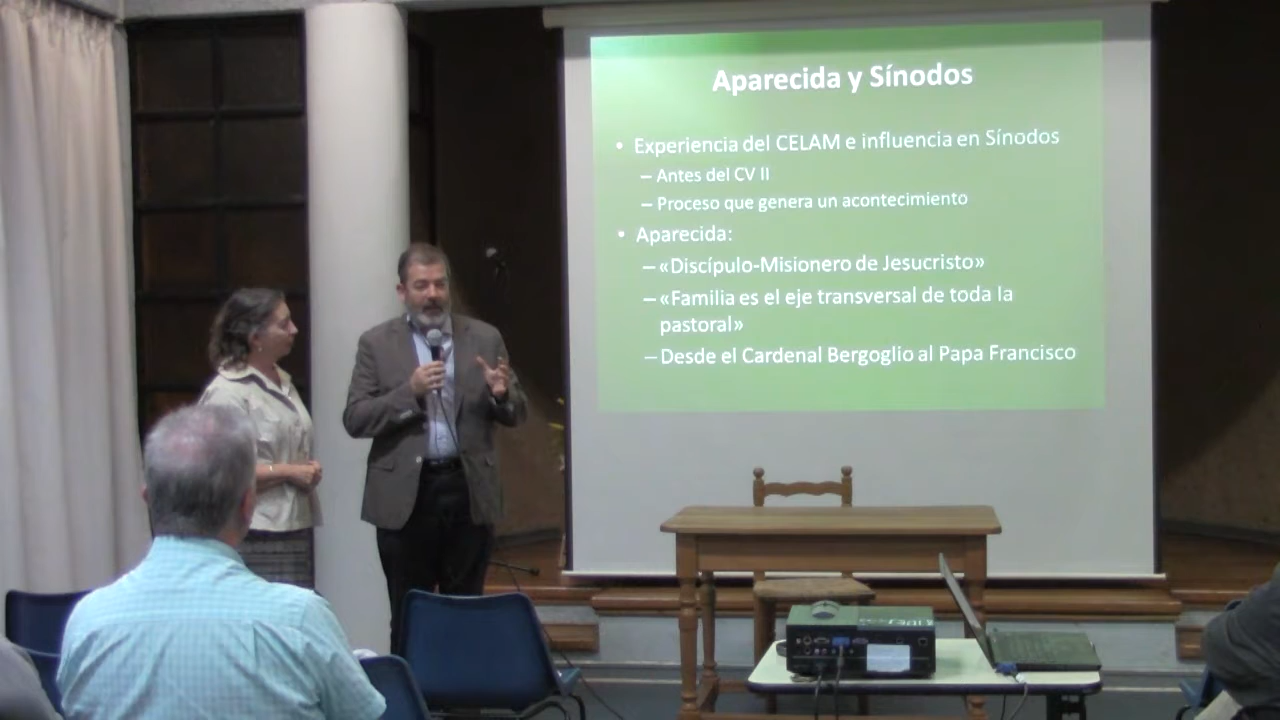 Aparecida y Sínodos
• Experiencia del CELAM e influencia en Sínodos
– Antes del CV II
– Proceso que genera un acontecimiento
• Aparecida:
– «Discípulo-Misionero de Jesucristo»
– «Familia es el eje transversal de toda la
pastoral»
– Desde el Cardenal Bergoglio al Papa Francisco